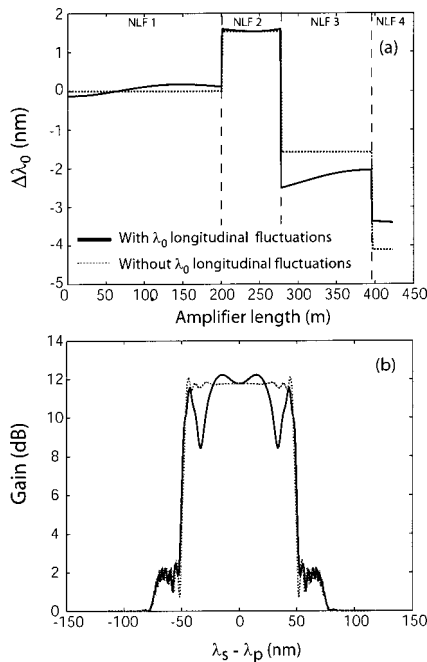 NLF 1 NLF 2 NLF 3 NLF 4
(a)
2
1
0
-1
-2
-3
-4
-5
Δλ₀ (nm)
With λ₀ longitudinal fluctuations
Without λ₀ longitudinal fluctuations
0 50 100 150 200 250 300 350 400 450
Amplifier length (m)
(b)
14
12
10
8
6
4
2
0
Gain (dB)
-150 -100 -50 0 50 100 150
λs - λp (nm)